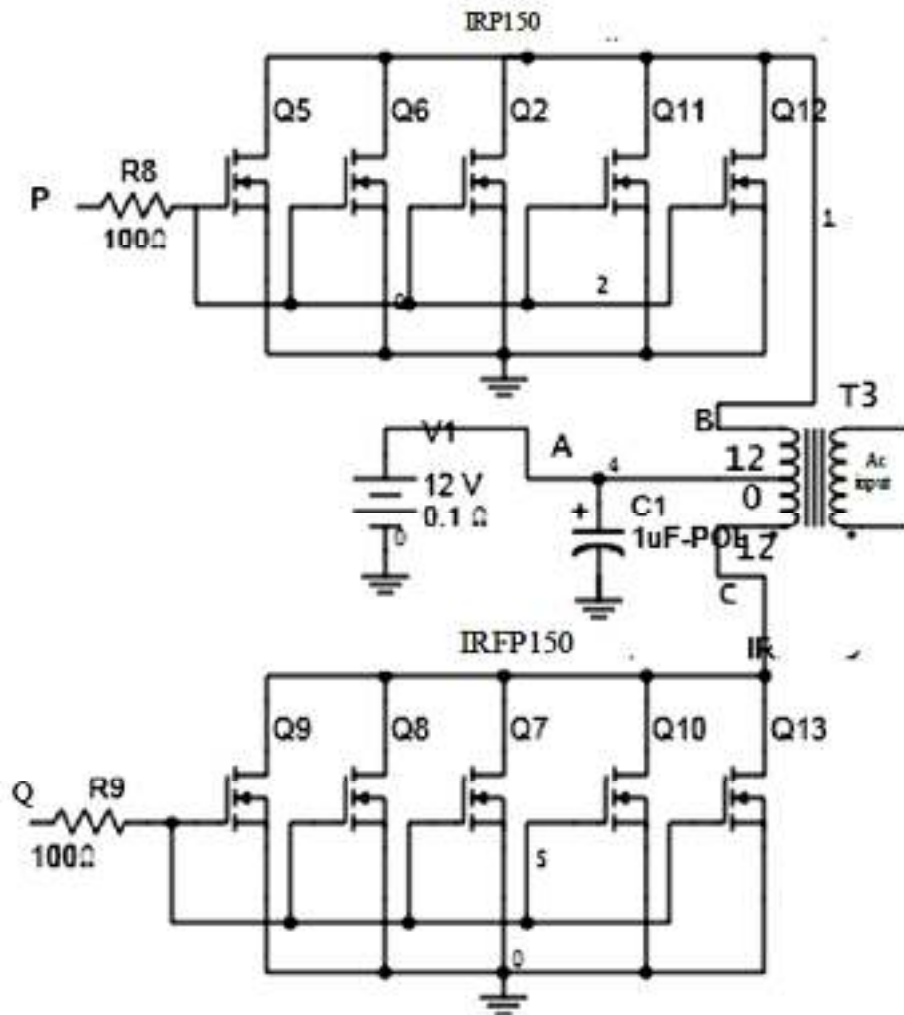 IRP150
Q5
Q6
Q2
Q11
Q12
R8
P
100Ω
1
2
B
T3
V1
A
4
12
Ac
input
12 V
0
0.1 Ω
C1
+
1uF-POL
0
12
C
IRFP150
Q9
Q8
Q7
Q10
Q13
Q
R9
100Ω
5
0